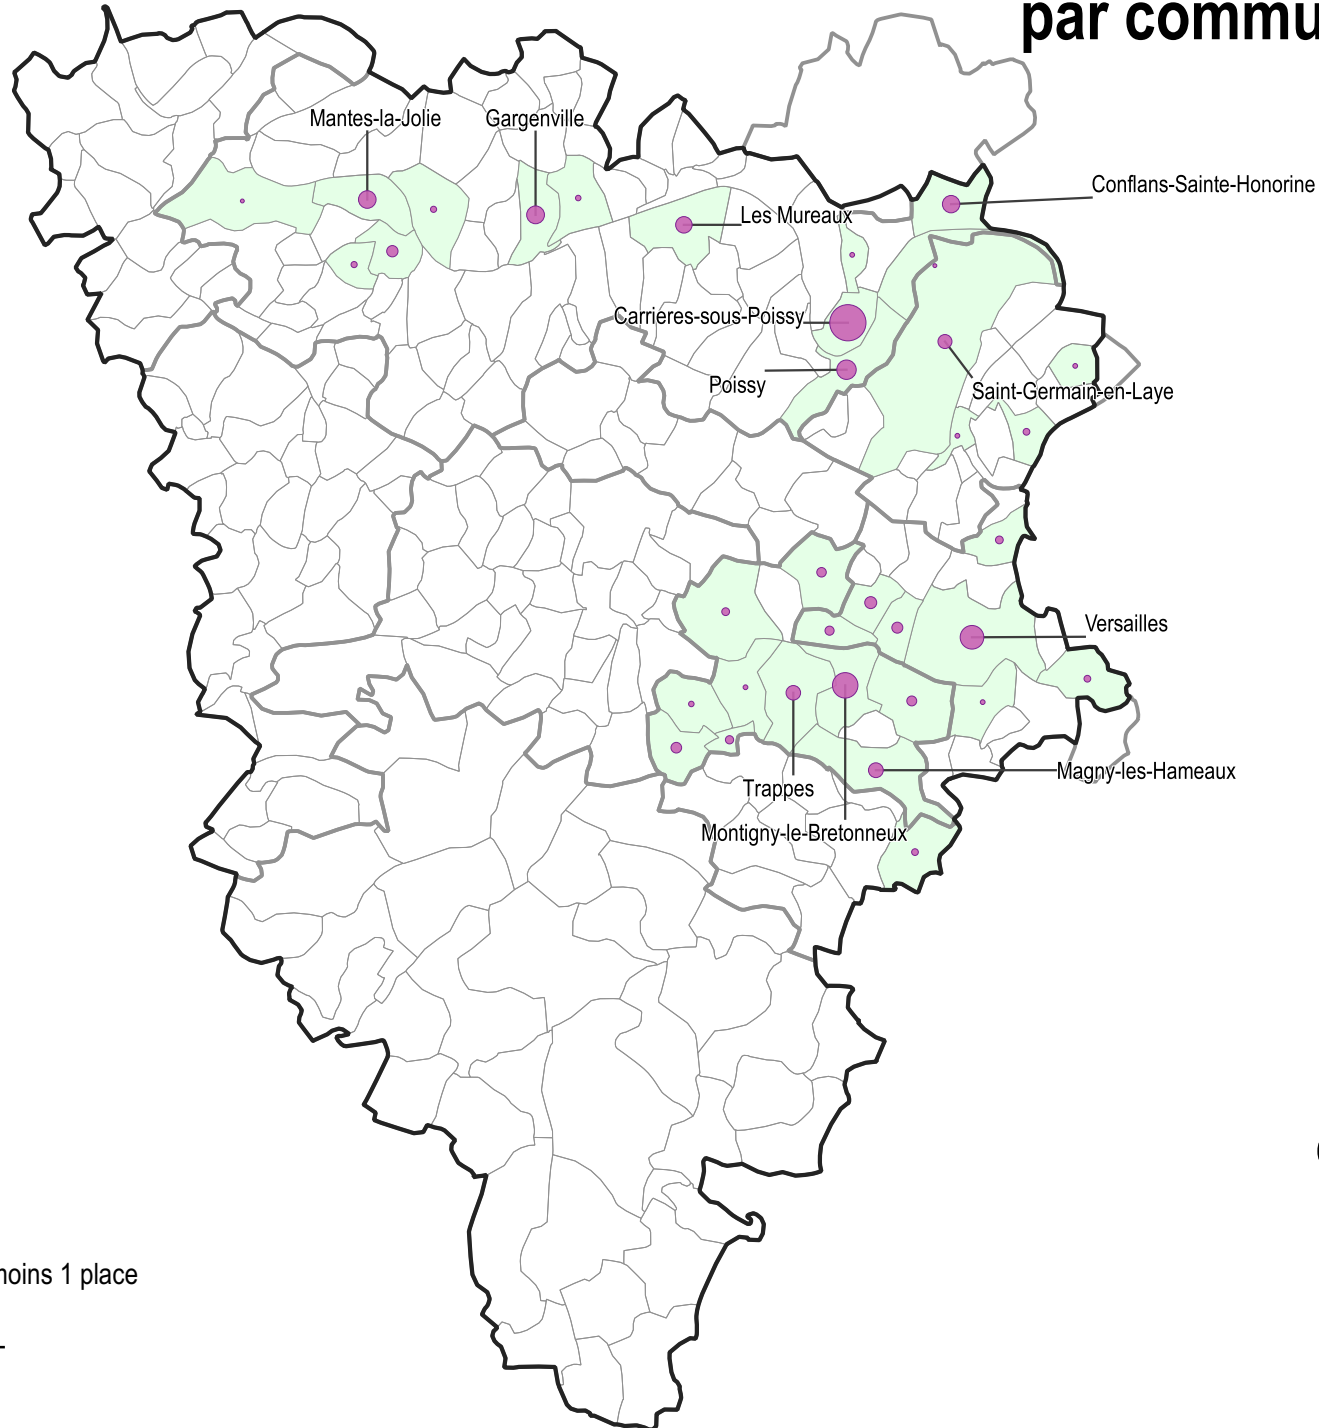 par commu
Mantes-la-Jolie
Gargenville
Conflans-Sainte-Honorine
Les Mureaux
Carrières-sous-Poissy
Poissy
Saint-Germain-en-Laye
Versailles
Magny-les-Hameaux
Trappes
Montigny-le-Bretonneux
moins 1 place